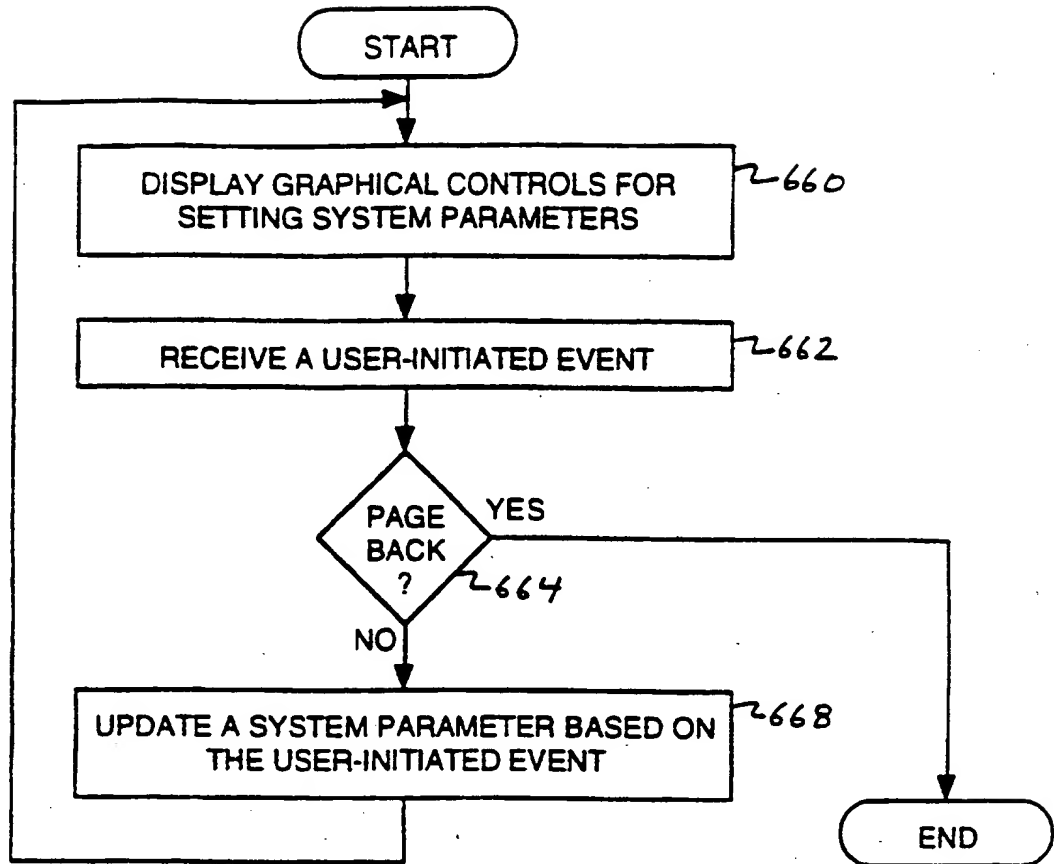 START
DISPLAY GRAPHICAL CONTROLS FOR
SETTING SYSTEM PARAMETERS
660
RECEIVE A USER-INITIATED EVENT
662
PAGE
BACK
?
YES
664
NO
UPDATE A SYSTEM PARAMETER BASED ON
THE USER-INITIATED EVENT
668
END